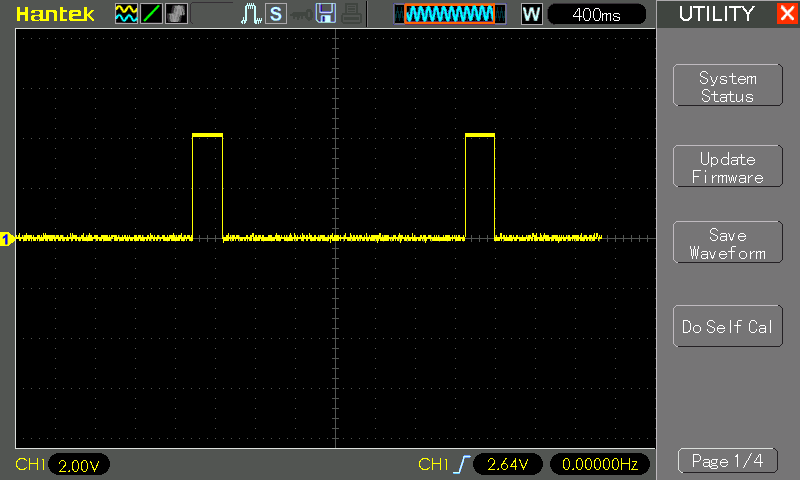 Hantek S W 400ms UTILITY
System
Status
Update
Firmware
Save
Waveform
1
Do Self Cal
CH1 2.00V CH1 2.64V 0.00000Hz Page 1/4